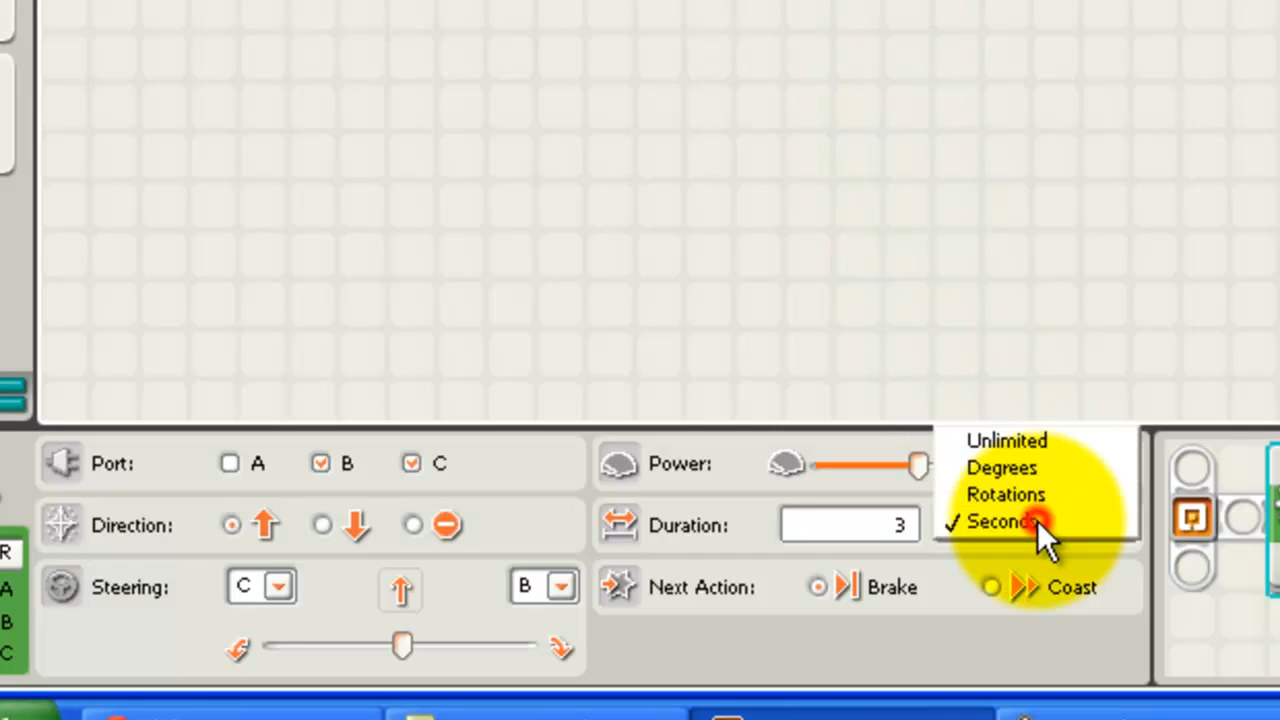 Port: A B C
Direction:
Steering: C B
Power:
Duration: 3
Unlimited
Degrees
Rotations
✓ Seconds
Next Action: Brake Coast
R
A
B
C